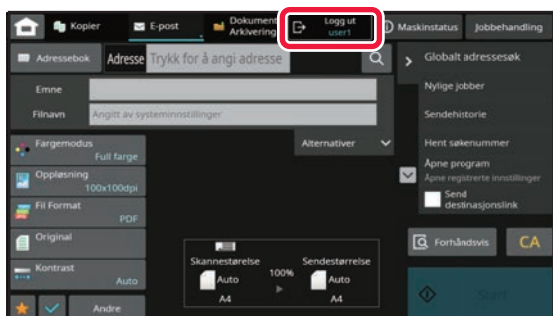 Kopier
E-post
Dokument
Arkivering
Logg ut
user1
Maskinstatus
Jobbehandling
Adressebok
Adresse
Trykk for å angi adresse
Emne
Filnavn
Angitt av systeminnstillinger
Fargemodus
Full farge
Oppløsning
100x100dpi
Fil Format
PDF
Original
Kontrast
Auto
Andre
Alternativer
Skannestørelse
Auto
A4
100%
Sendestørrelse
Auto
A4
Globalt adressesøk
Nylige jobber
Sendehistorie
Hent søkenummer
Åpne program
Åpne registrerte innstillinger
Send
destinasjonslink
Forhåndsvis
CA
Start